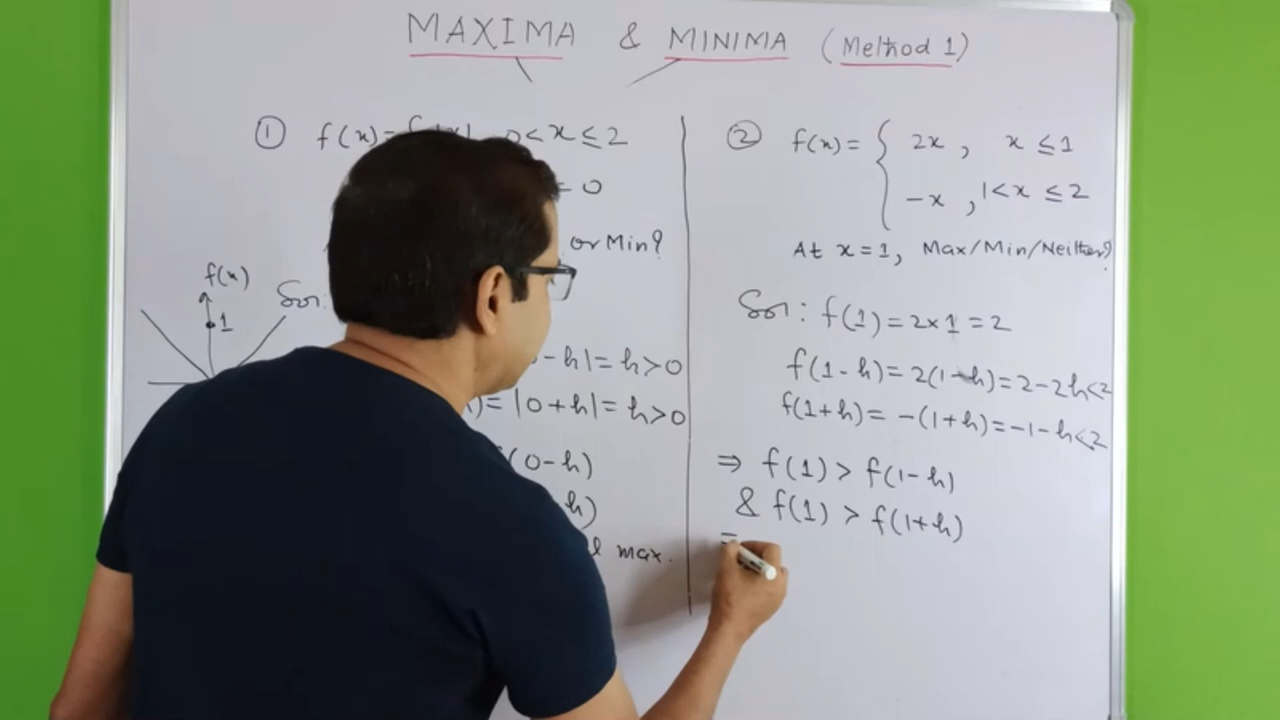 MAXIMA & MINIMA (Method 1)
① f(x)= 0<x≤2
= 0
or Min?
f(x)
1
Son:
-h|=h>0
)=|0+h|=h>0
(0-h)
h)
max.
② f(x)= { 2x, x≤1
-x, 1<x≤2
At x=1, Max/Min/Neither?
Son: f(1)=2×1=2
f(1-h)=2(1-h)=2-2h<2
f(1+h)= -(1+h)=-1-h<2
⇒ f(1)>f(1-h)
& f(1)>f(1+h)
=